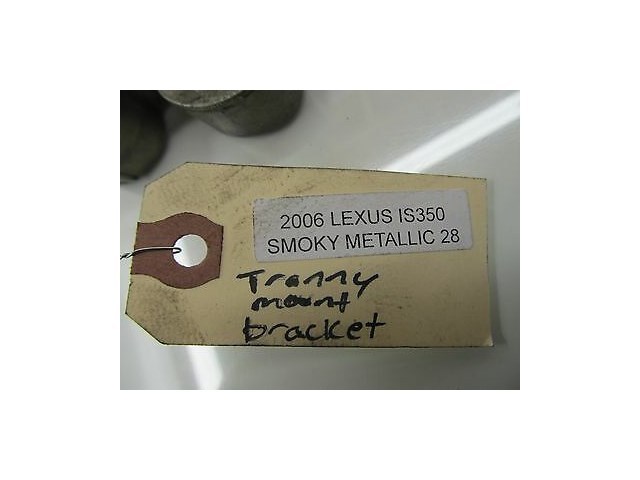 2006 LEXUS IS350
SMOKY METALLIC 28
Tranny
mount
bracket